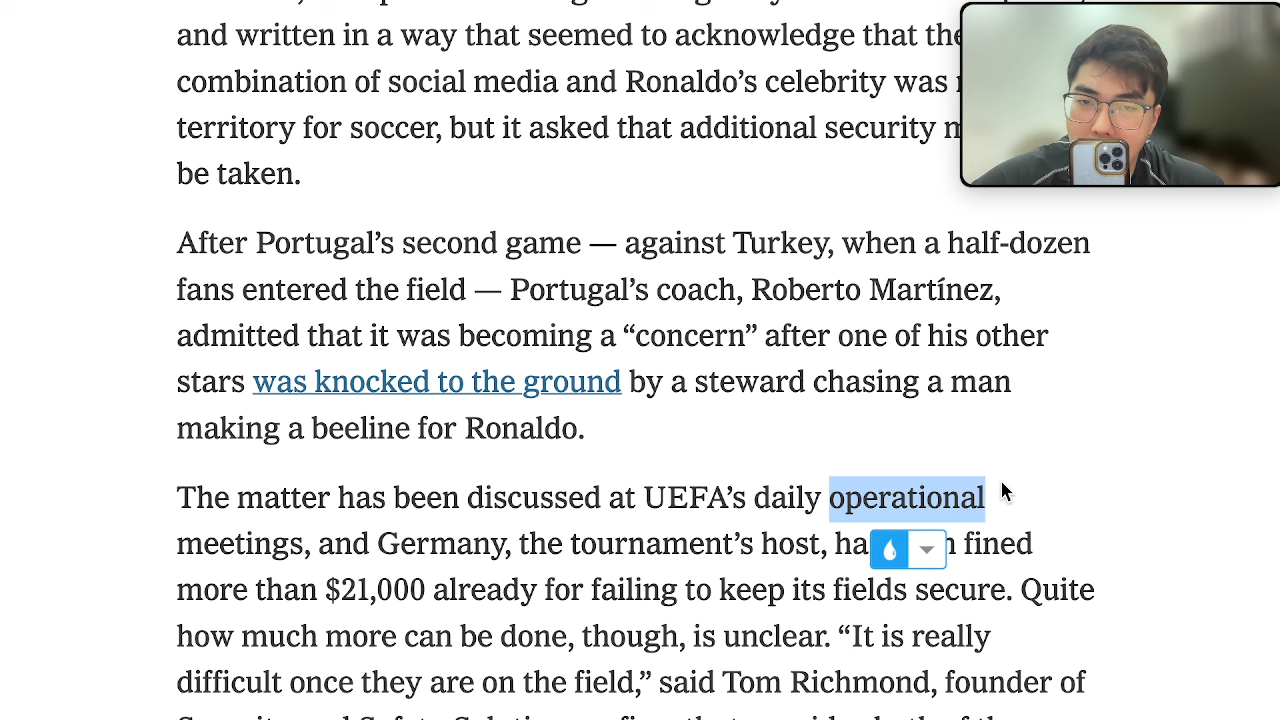 and written in a way that seemed to acknowledge that the
combination of social media and Ronaldo’s celebrity was
territory for soccer, but it asked that additional security
be taken.
After Portugal’s second game — against Turkey, when a half-dozen
fans entered the field — Portugal’s coach, Roberto Martínez,
admitted that it was becoming a “concern” after one of his other
stars was knocked to the ground by a steward chasing a man
making a beeline for Ronaldo.
The matter has been discussed at UEFA’s daily operational
meetings, and Germany, the tournament’s host, fined
more than $21,000 already for failing to keep its fields secure. Quite
how much more can be done, though, is unclear. “It is really
difficult once they are on the field,” said Tom Richmond, founder of